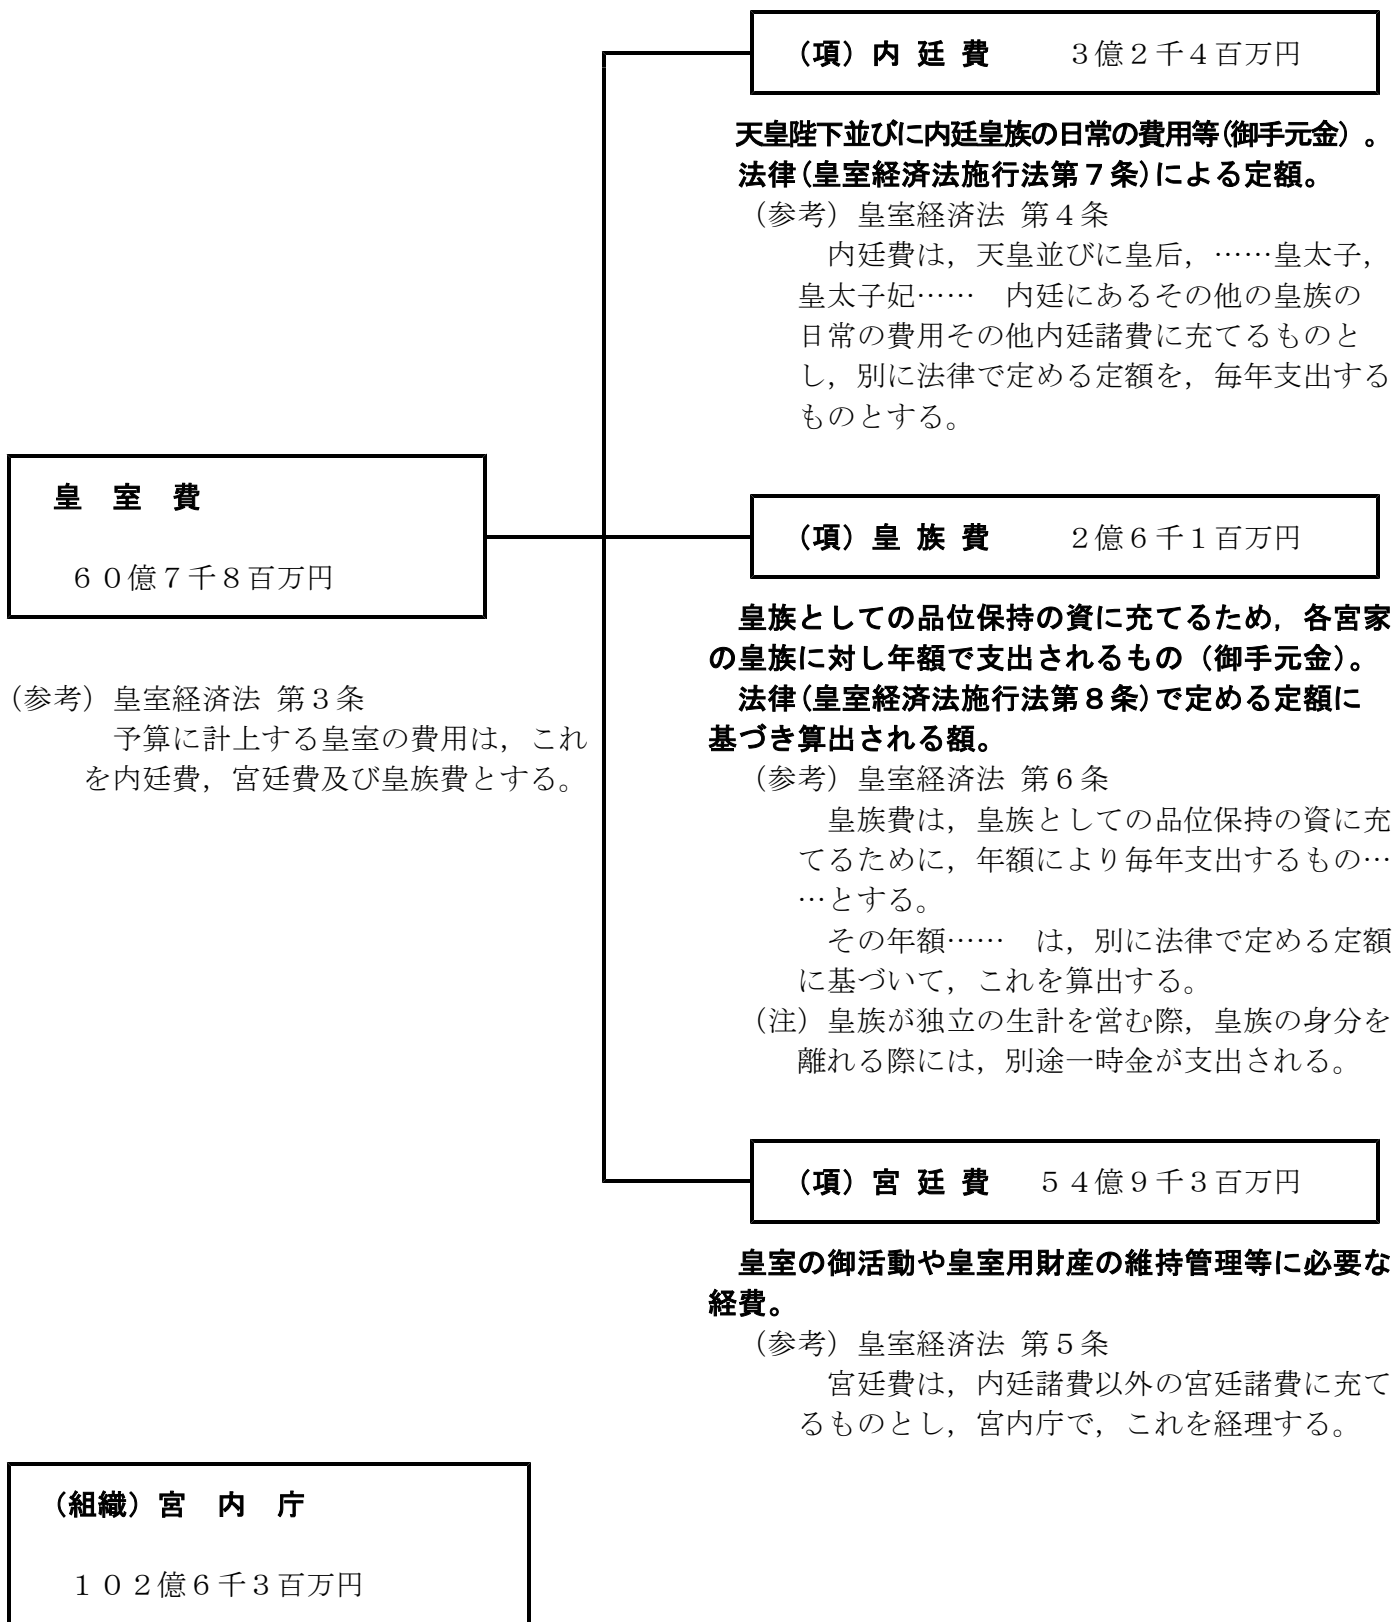 皇　室　費
６０億７千８百万円
（参考）皇室経済法 第３条
予算に計上する皇室の費用は，これ
を内廷費，宮廷費及び皇族費とする。
（項）内 廷 費　　３億２千４百万円
天皇陛下並びに内廷皇族の日常の費用等(御手元金）。
法律(皇室経済法施行法第７条)による定額。
（参考）皇室経済法 第４条
内廷費は，天皇並びに皇后，……皇太子，
皇太子妃……　内廷にあるその他の皇族の
日常の費用その他内廷諸費に充てるものと
し，別に法律で定める定額を，毎年支出する
ものとする。
（項）皇 族 費　　２億６千１百万円
皇族としての品位保持の資に充てるため，各宮家
の皇族に対し年額で支出されるもの（御手元金）。
法律(皇室経済法施行法第８条)で定める定額に
基づき算出される額。
（参考）皇室経済法 第６条
皇族費は，皇族としての品位保持の資に充
てるために，年額により毎年支出するもの…
…とする。
その年額……　は，別に法律で定める定額
に基づいて，これを算出する。
（注）皇族が独立の生計を営む際，皇族の身分を
離れる際には，別途一時金が支出される。
（項）宮 廷 費　５４億９千３百万円
皇室の御活動や皇室用財産の維持管理等に必要な
経費。
（参考）皇室経済法 第５条
宮廷費は，内廷諸費以外の宮廷諸費に充て
るものとし，宮内庁で，これを経理する。
（組織）宮　内　庁
１０２億６千３百万円